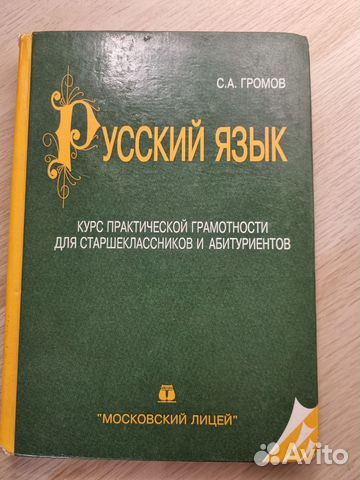 С.А. ГРОМОВ
РУССКИЙ ЯЗЫК
КУРС ПРАКТИЧЕСКОЙ ГРАМОТНОСТИ
ДЛЯ СТАРШЕКЛАССНИКОВ И АБИТУРИЕНТОВ
"МОСКОВСКИЙ ЛИЦЕЙ"
Avito